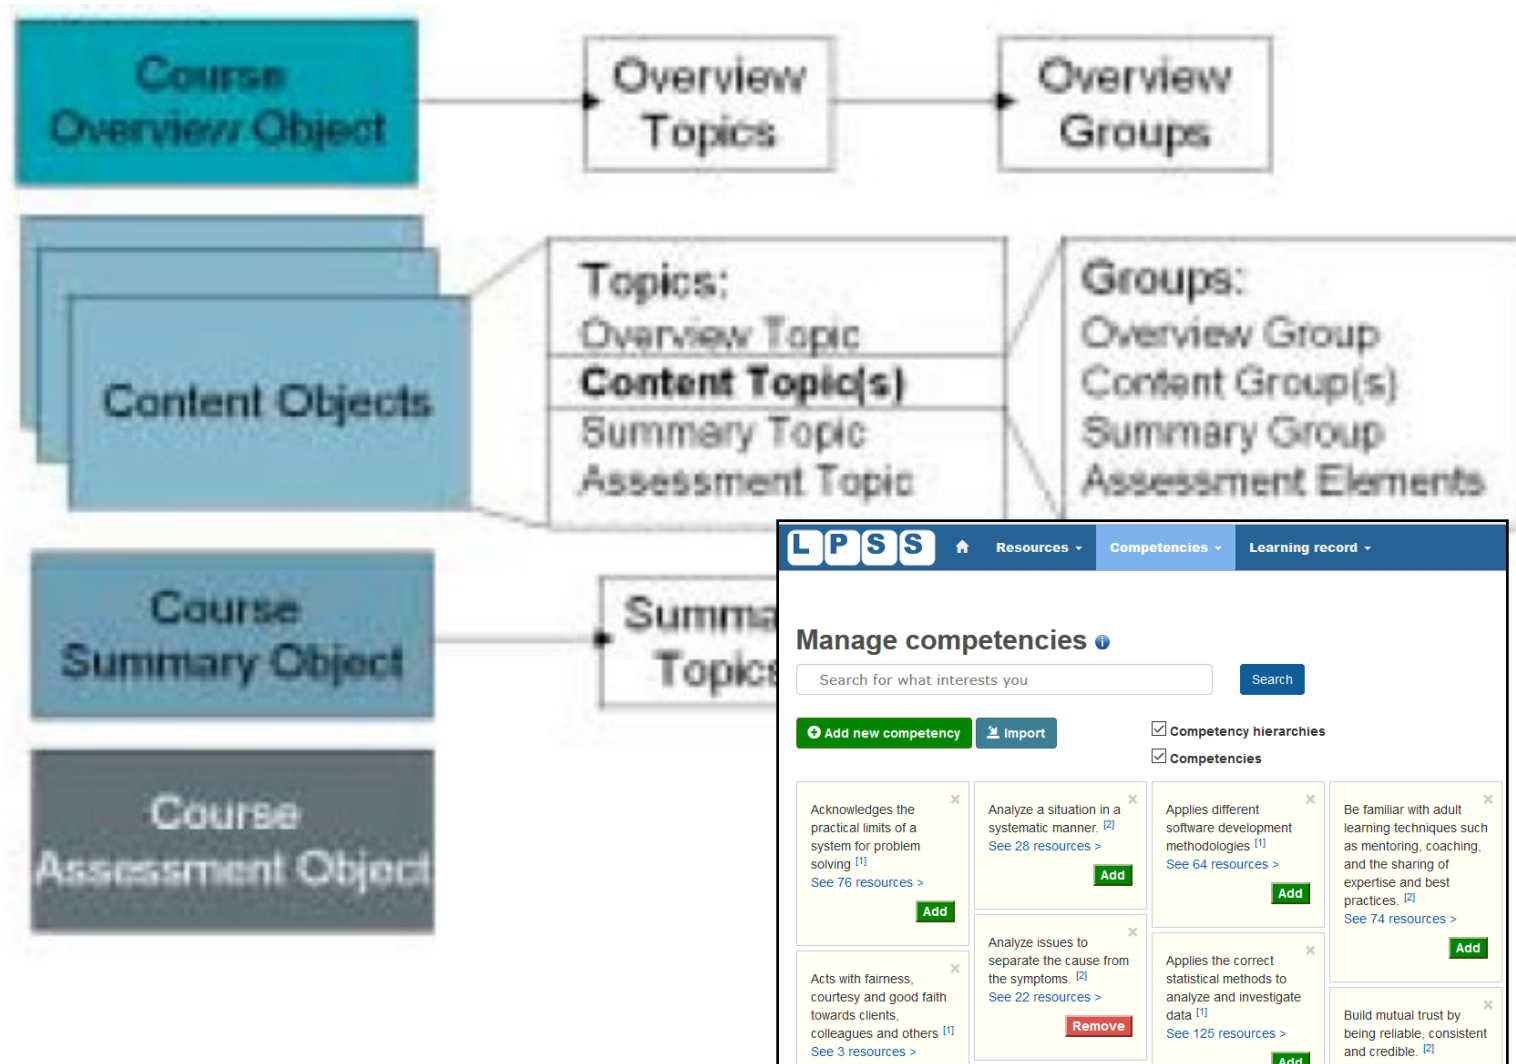 Course
Overview Object
Overview
Topics
Overview
Groups
Content Objects
Topics:
Overview Topic
Content Topic(s)
Summary Topic
Assessment Topic
Groups:
Overview Group
Content Group(s)
Summary Group
Assessment Elements
Course
Summary Object
Summa
Topics
Course
Assessment Object
LPSS
Resources
Competencies
Learning record
Manage competencies
Search for what interests you
Search
Add new competency
Import
Competency hierarchies
Competencies
Acknowledges the
practical limits of a
system for problem
solving [1]
See 76 resources >
Add
Acts with fairness,
courtesy and good faith
towards clients,
colleagues and others [1]
See 3 resources >
Analyze a situation in a
systematic manner. [2]
See 28 resources >
Add
Analyze issues to
separate the cause from
the symptoms. [2]
See 22 resources >
Remove
Applies different
software development
methodologies [1]
See 64 resources >
Add
Applies the correct
statistical methods to
analyze and investigate
data [1]
See 125 resources >
Add
Be familiar with adult
learning techniques such
as mentoring, coaching,
and the sharing of
expertise and best
practices. [2]
See 74 resources >
Add
Build mutual trust by
being reliable, consistent
and credible. [2]